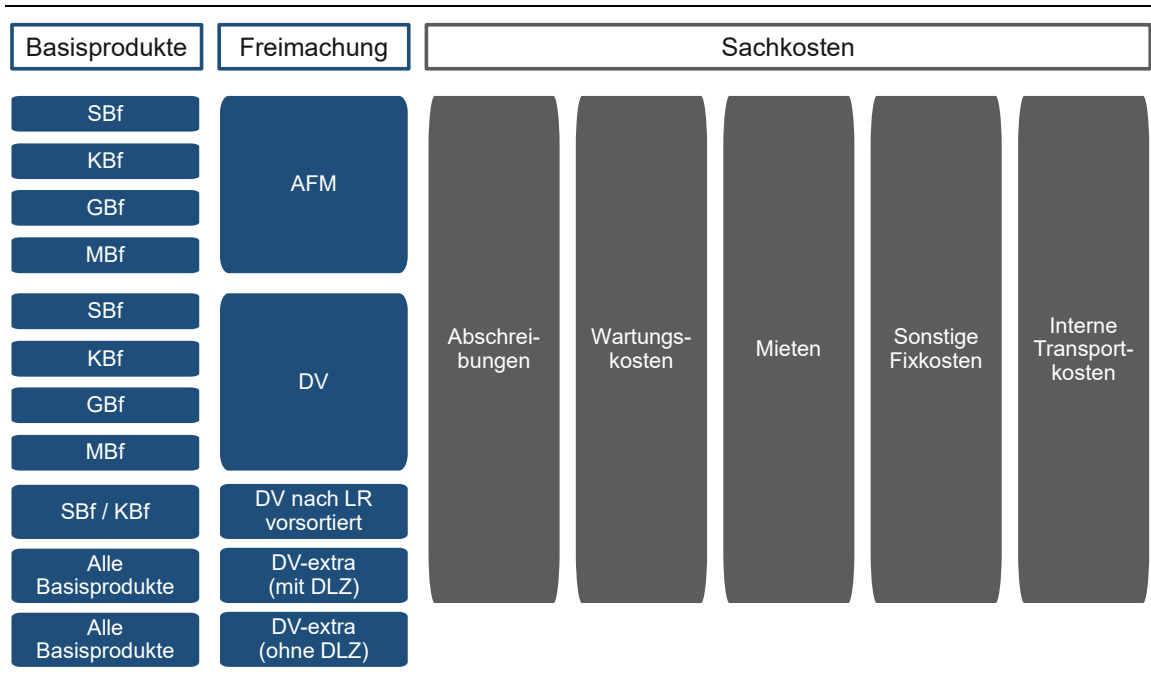 Basisprodukte
Freimachung
Sachkosten
SBf
KBf
GBf
MBf
AFM
SBf
KBf
GBf
MBf
DV
SBf / KBf
DV nach LR
vorsortiert
Alle
Basisprodukte
DV-extra
(mit DLZ)
Alle
Basisprodukte
DV-extra
(ohne DLZ)
Abschrei-
bungen
Wartungs-
kosten
Mieten
Sonstige
Fixkosten
Interne
Transport-
kosten